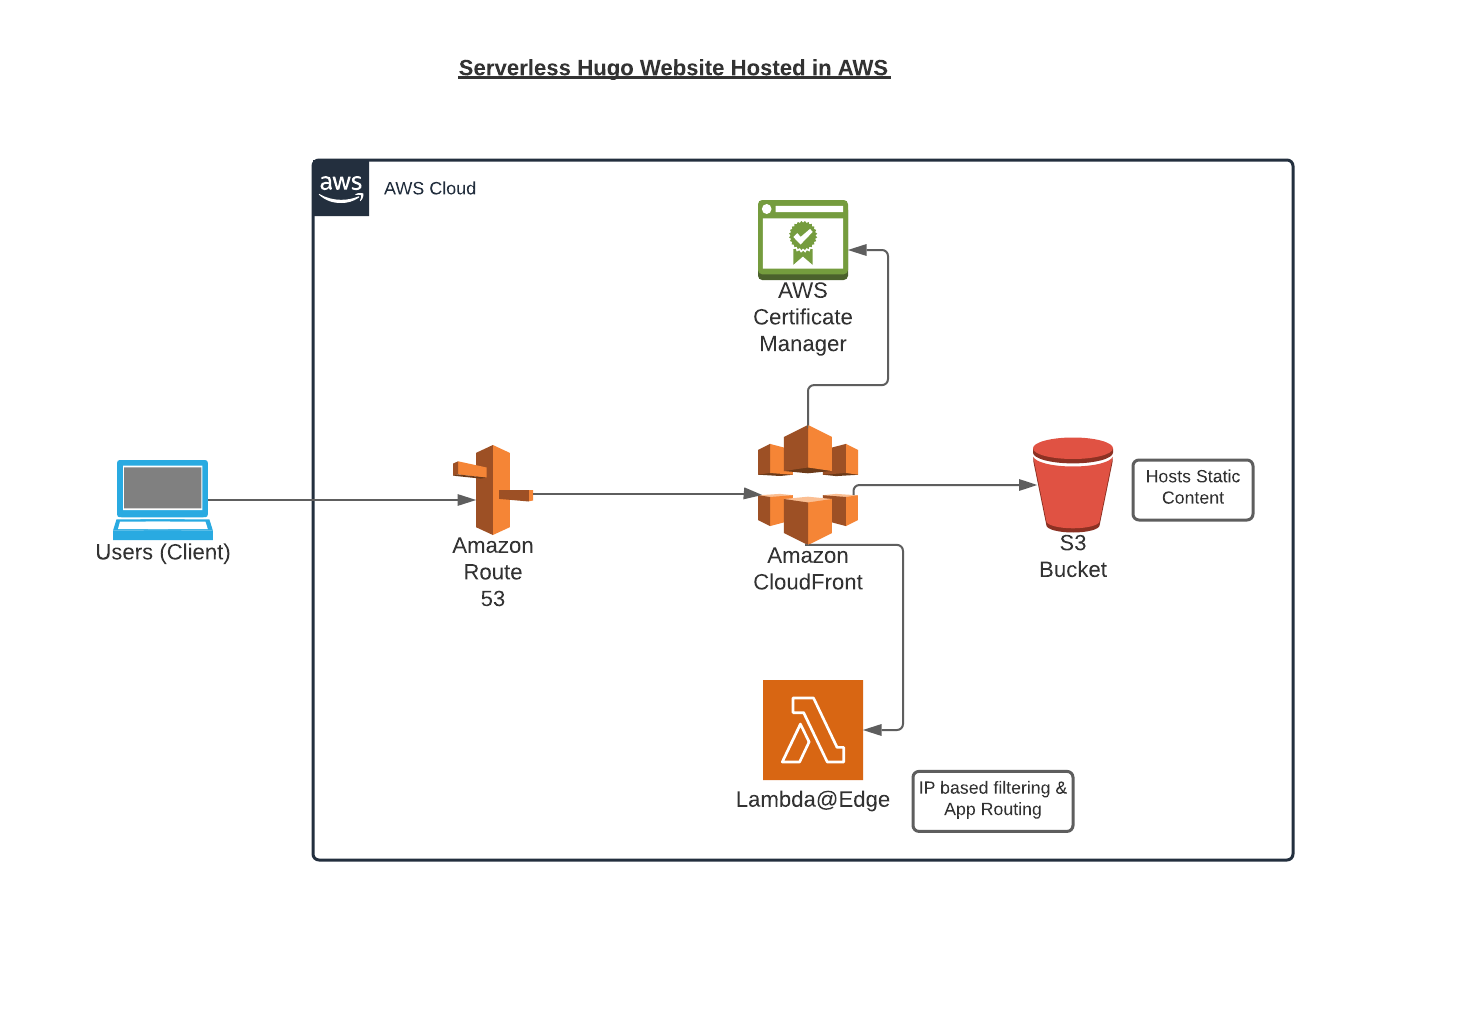 Serverless Hugo Website Hosted in AWS
aws
AWS Cloud
AWS
Certificate
Manager
Users (Client)
Amazon
Route
53
Amazon
CloudFront
S3
Bucket
Hosts Static
Content
Lambda@Edge
IP based filtering &
App Routing